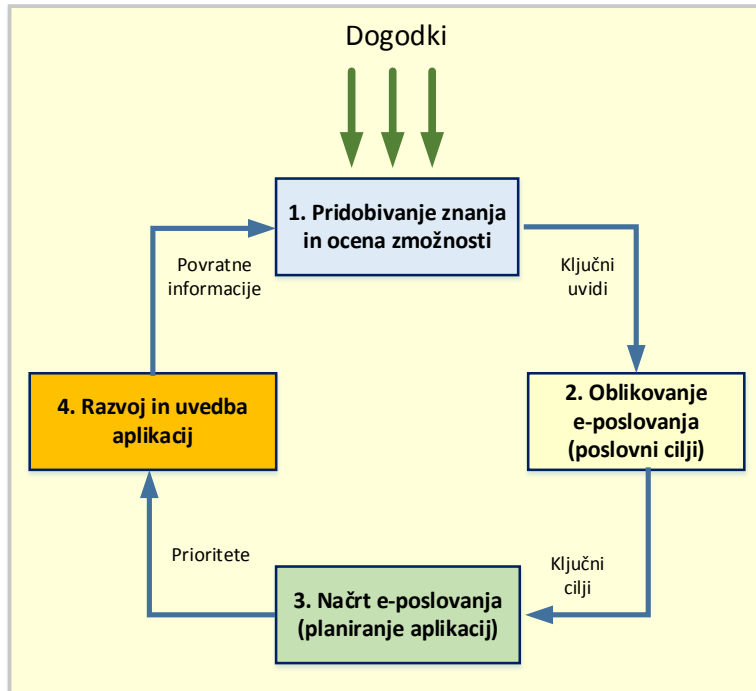 Dogodki
1. Pridobivanje znanja
in ocena zmožnosti
Povratne
informacije
Ključni
uvidi
4. Razvoj in uvedba
aplikacij
2. Oblikovanje
e-poslovanja
(poslovni cilji)
Prioritete
Ključni
cilji
3. Načrt e-poslovanja
(planiranje aplikacij)